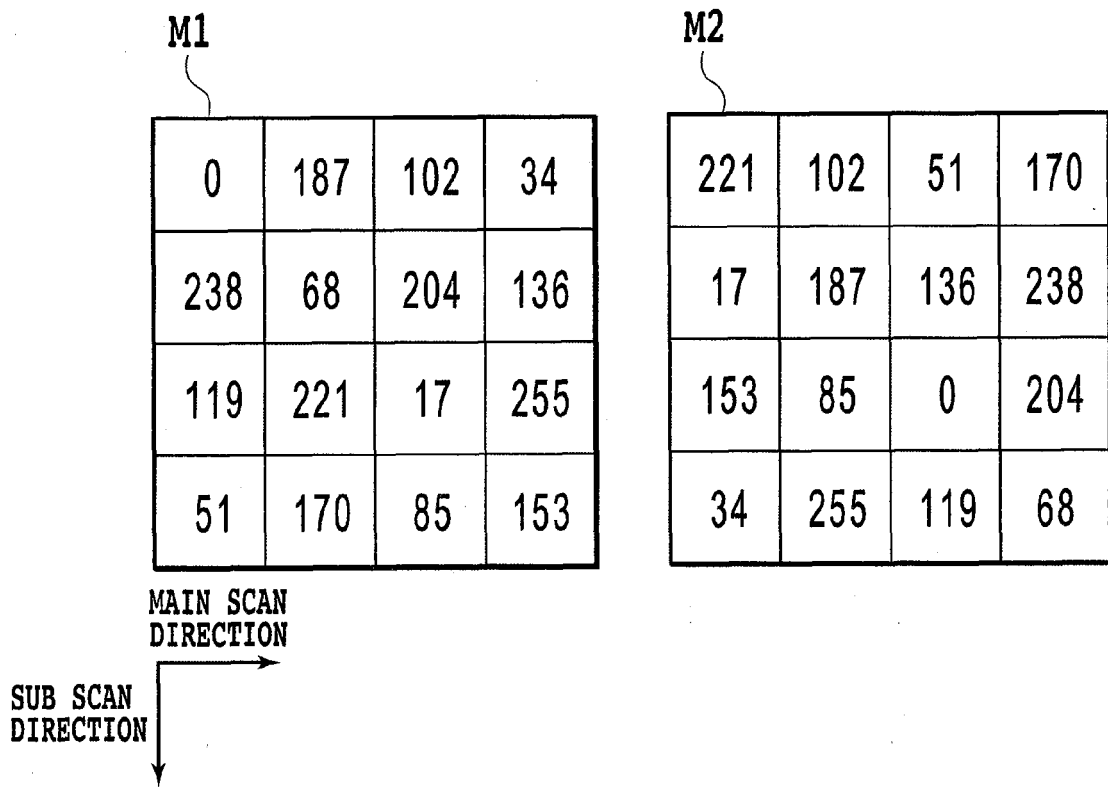 M1 M2
0 187 102 34 221 102 51 170
238 68 204 136 17 187 136 238
119 221 17 255 153 85 0 204
51 170 85 153 34 255 119 68
MAIN SCAN
DIRECTION
SUB SCAN
DIRECTION